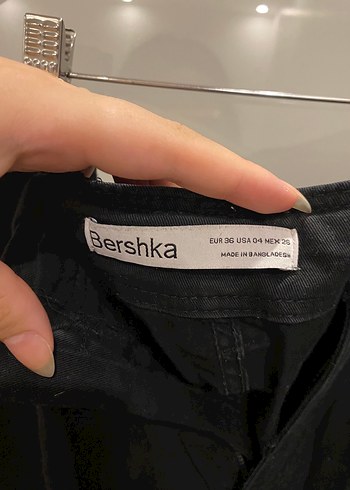 Bershka
EUR 36 USA 04 MEX 26
MADE IN BANGLADESH